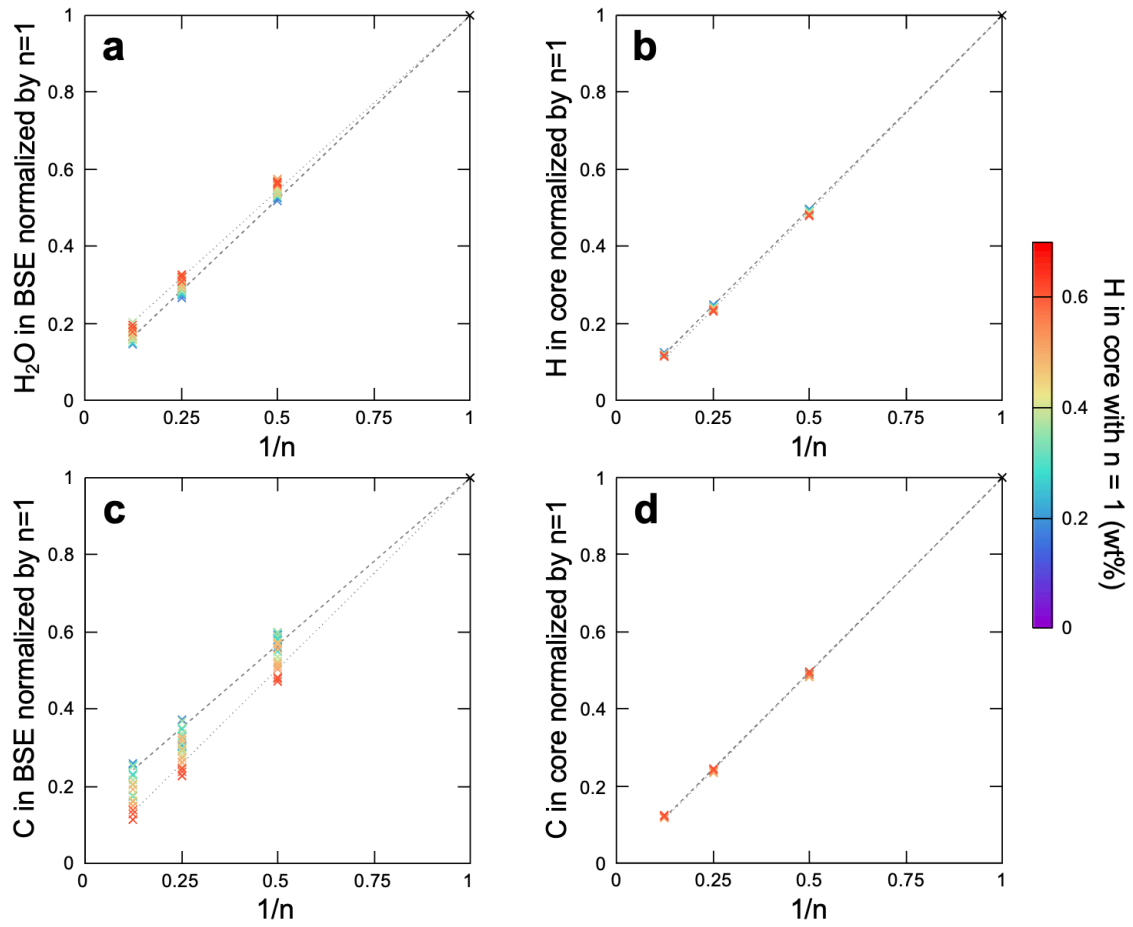 a
H₂O in BSE normalized by n=1
1
0.8
0.6
0.4
0.2
0
0 0.25 0.5 0.75 1
1/n
b
H in core normalized by n=1
1
0.8
0.6
0.4
0.2
0
0 0.25 0.5 0.75 1
1/n
c
C in BSE normalized by n=1
1
0.8
0.6
0.4
0.2
0
0 0.25 0.5 0.75 1
1/n
d
C in core normalized by n=1
1
0.8
0.6
0.4
0.2
0
0 0.25 0.5 0.75 1
1/n
0.6
0.4
0.2
0
H in core with n = 1 (wt%)